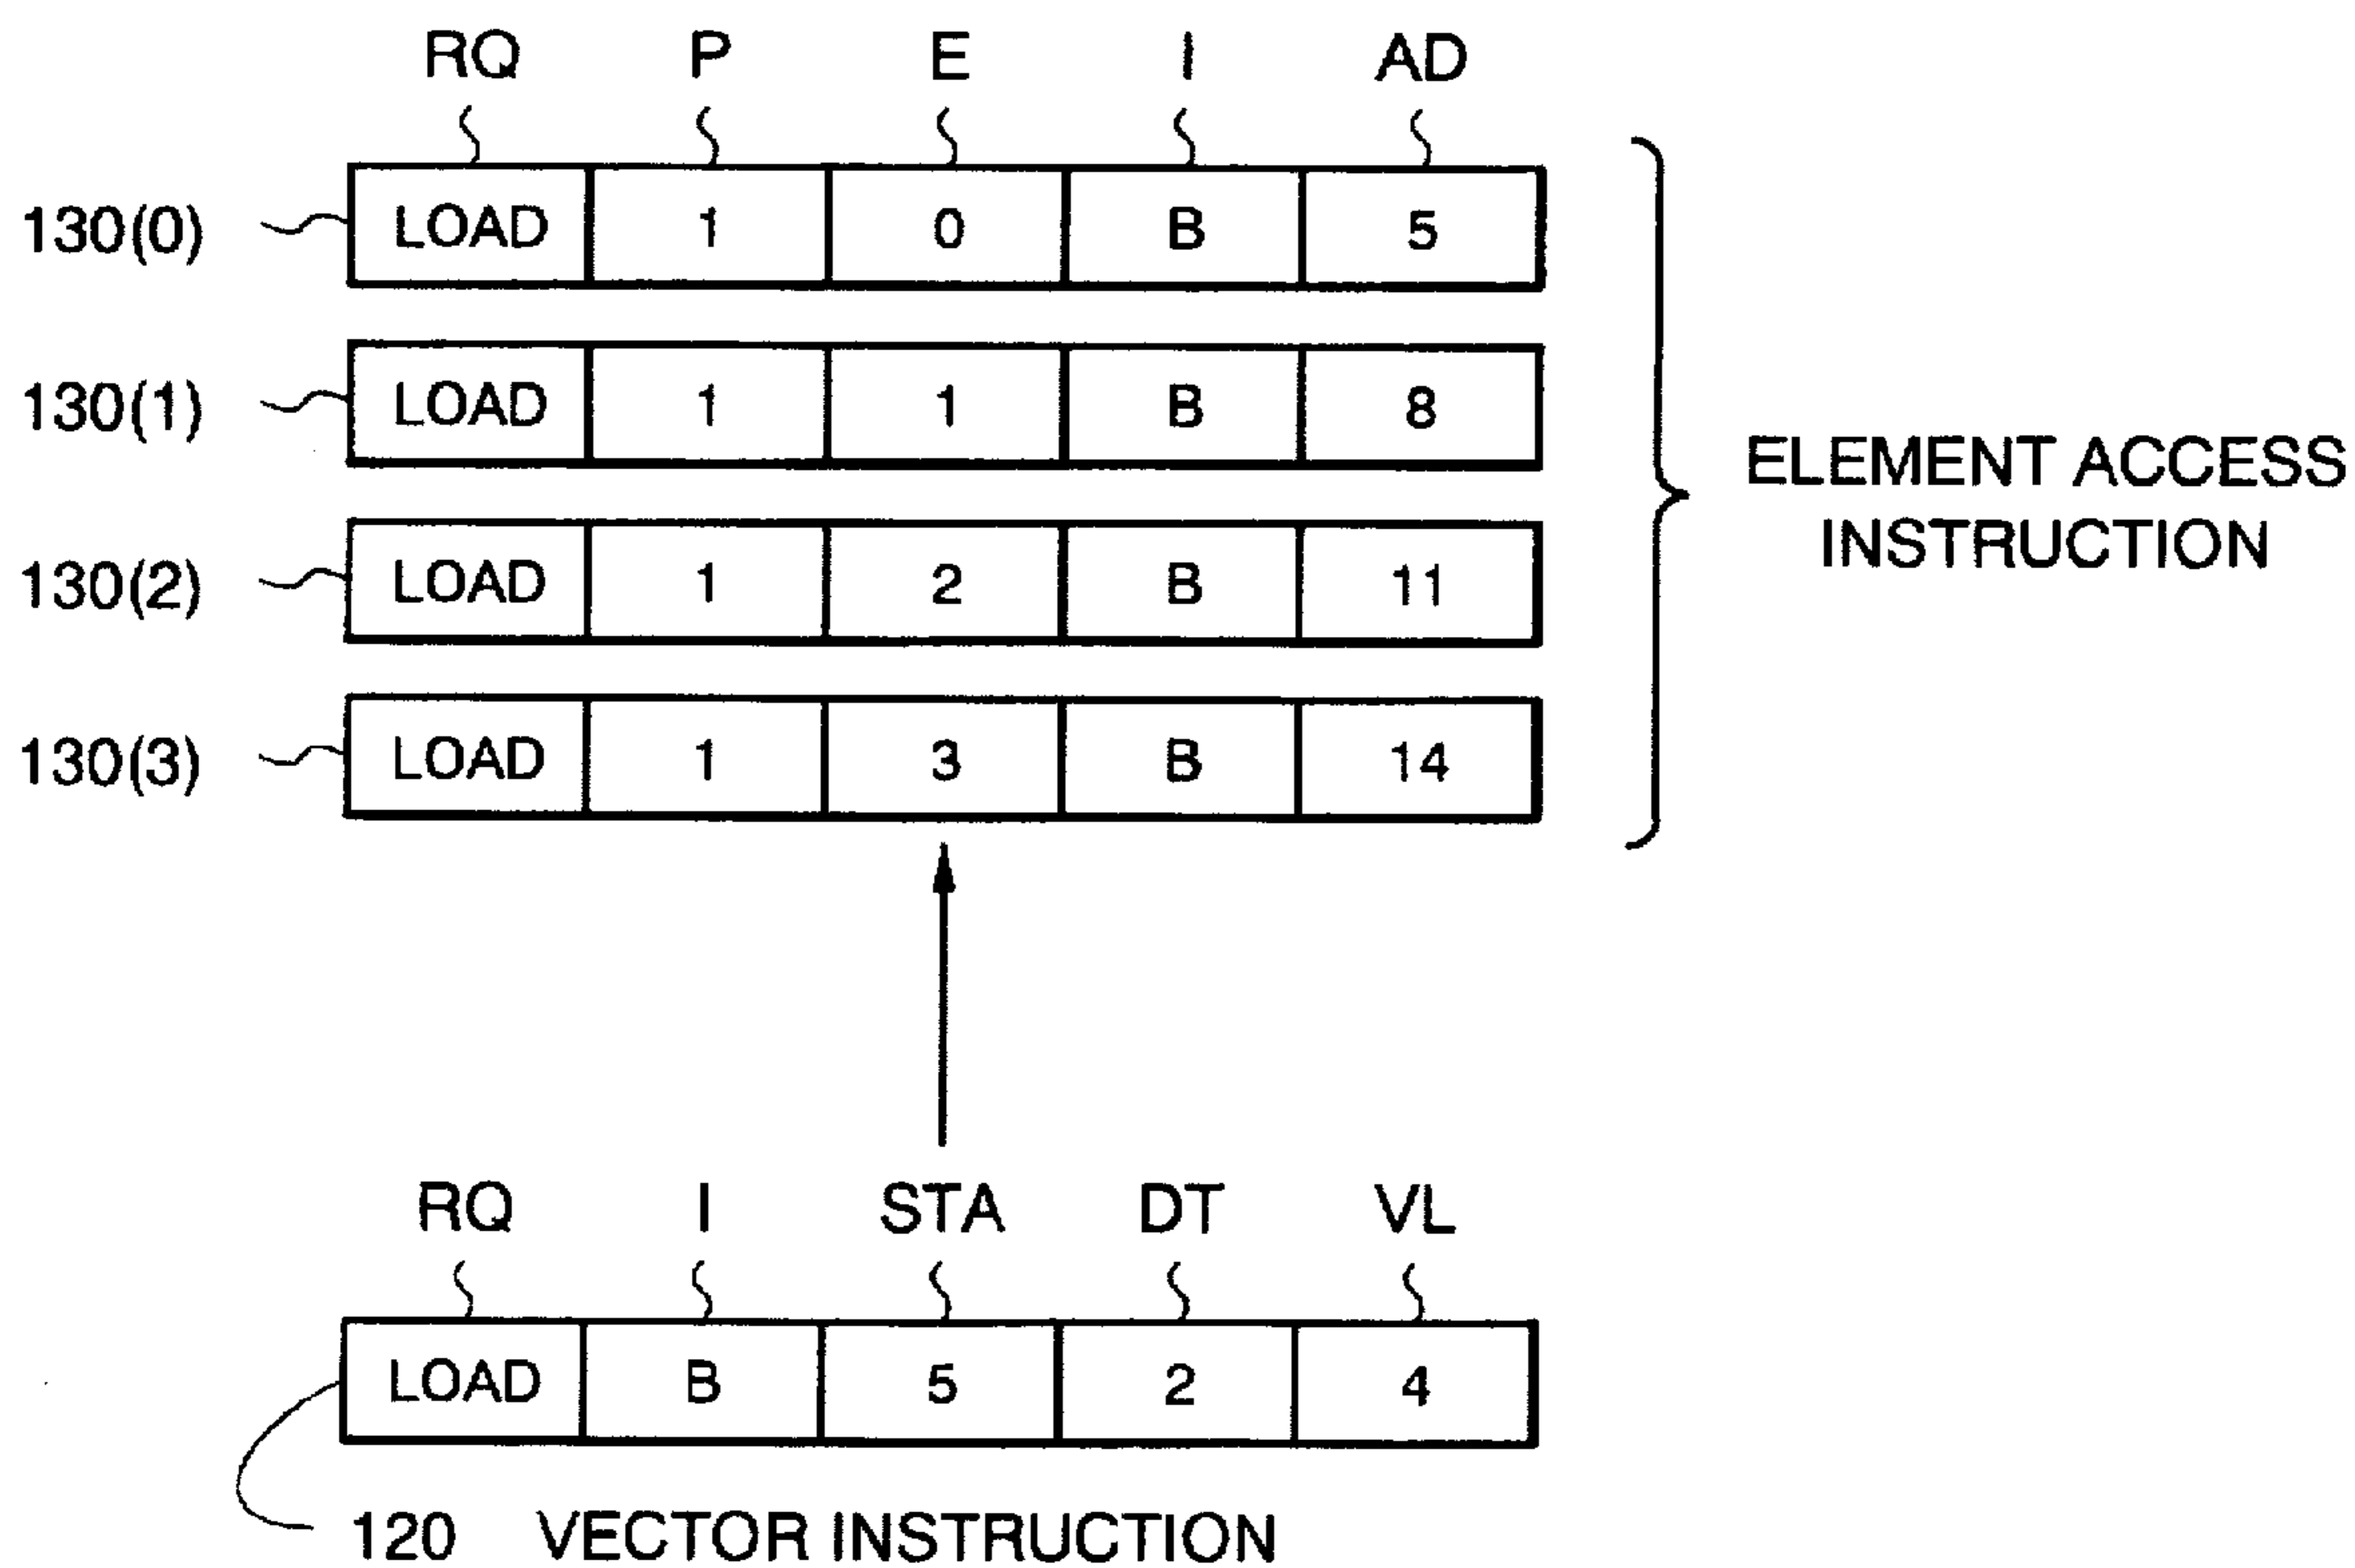 RQ P E I AD
130(0) LOAD 1 0 B 5
130(1) LOAD 1 1 B 8
130(2) LOAD 1 2 B 11
130(3) LOAD 1 3 B 14
ELEMENT ACCESS
INSTRUCTION
RQ I STA DT VL
LOAD B 5 2 4
120 VECTOR INSTRUCTION